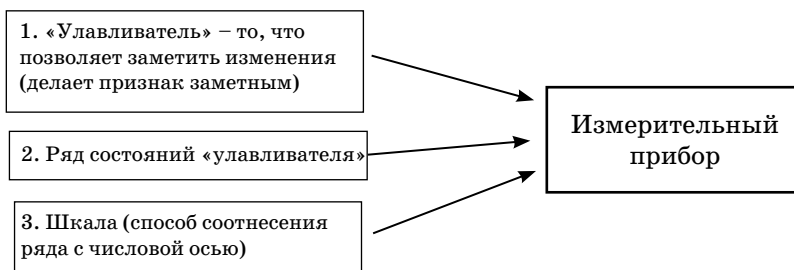 1. «Улавливатель» – то, что
позволяет заметить изменения
(делает признак заметным)
2. Ряд состояний «улавливателя»
3. Шкала (способ соотнесения
ряда с числовой осью)
Измерительный
прибор